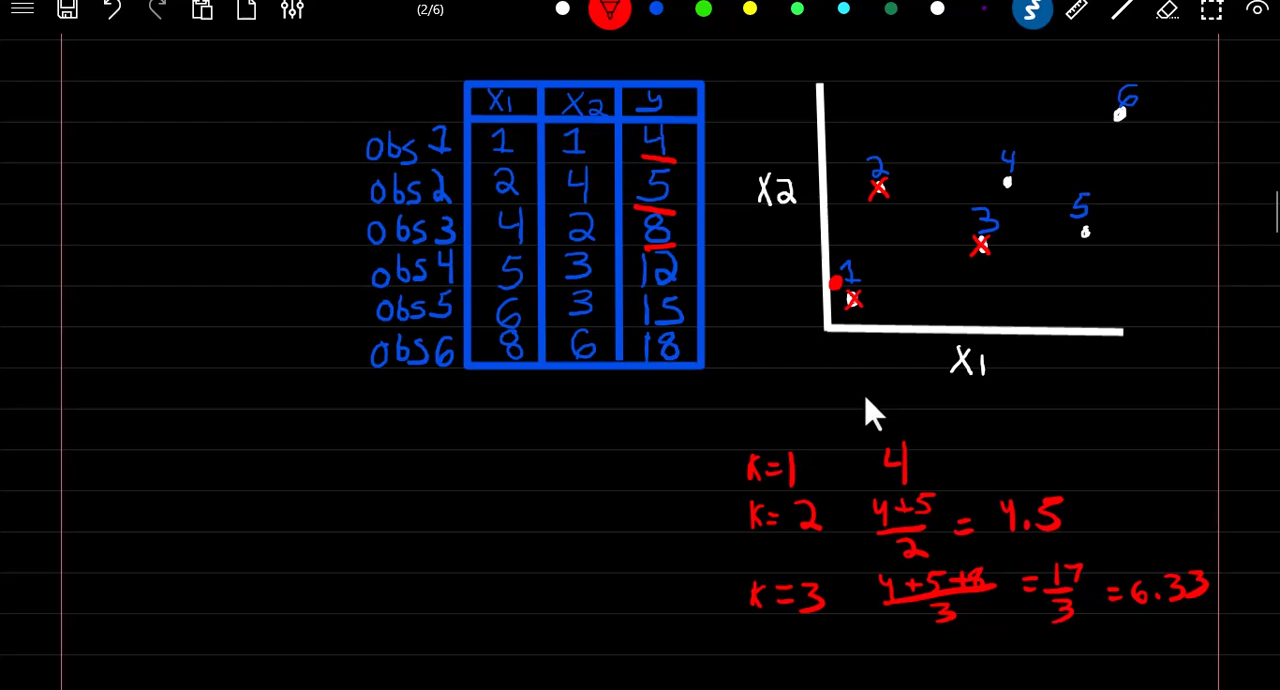 (2/6)
X1 X2 y
obs 1 1 1 4
obs 2 2 4 5
obs 3 4 2 8
obs 4 5 3 12
obs 5 6 3 15
obs 6 8 6 18
6
2
4
5
3
1
X2
X1
K=1 4
K=2 4+5/2 = 4.5
K=3 4+5+8/3 = 17/3 = 6.33